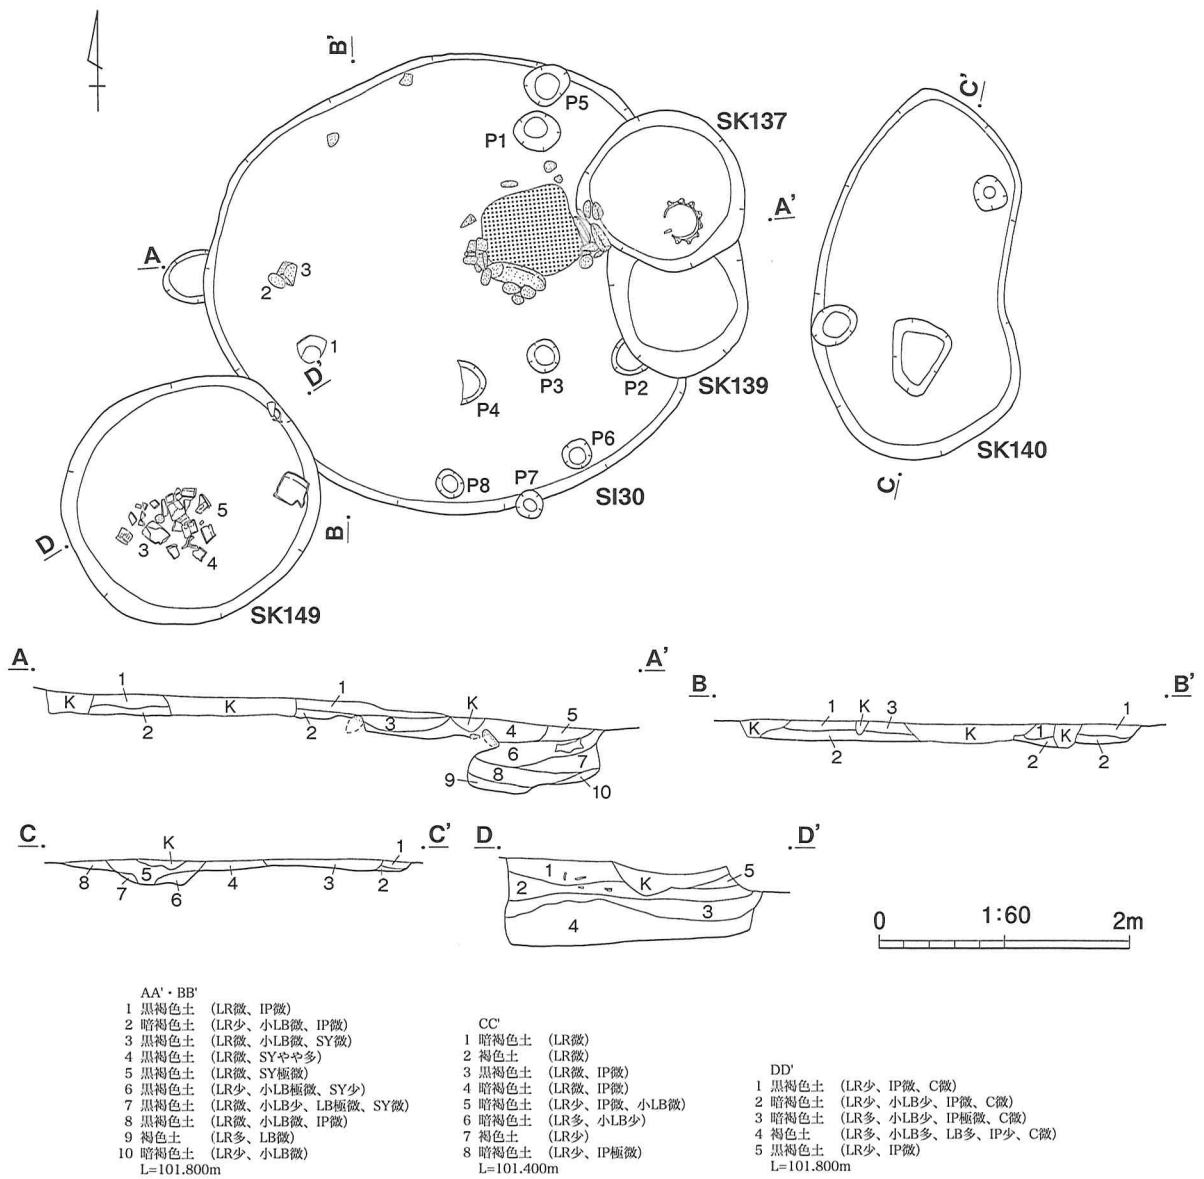 B'
C'
P5
P1
SK137
A'
A
3
2
1
D'
P3
P2
SK139
P4
P6
SK140
P8
P7
SI30
C
5
B
D
3
4
SK149
A
A'
B
B'
1
K
K
2
1
2
3
K
4
5
6
7
8
9
10
1
K
3
K
2
K
1
K
2
1
2
C
C'
K
1
8
7
5
6
4
3
2
D
D'
1
2
K
5
3
4
0
1:60
2m
AA'・BB'
1 黒褐色土 (LR微、IP微)
2 暗褐色土 (LR少、小LB微、IP微)
3 黒褐色土 (LR微、小LB微、SY微)
4 黒褐色土 (LR微、SYやや多)
5 黒褐色土 (LR微、SY極微)
6 黒褐色土 (LR少、小LB極微、SY少)
7 黒褐色土 (LR微、小LB少、LB極微、SY微)
8 黒褐色土 (LR微、小LB微、IP微)
9 褐色土 (LR多、LB微)
10 暗褐色土 (LR少、小LB微)
L=101.800m
CC'
1 暗褐色土 (LR微)
2 褐色土 (LR微)
3 黒褐色土 (LR微、IP微)
4 暗褐色土 (LR微、IP微)
5 暗褐色土 (LR少、IP微、小LB微)
6 暗褐色土 (LR多、小LB少)
7 褐色土 (LR少)
8 暗褐色土 (LR少、IP極微)
L=101.400m
DD'
1 黒褐色土 (LR少、IP微、C微)
2 暗褐色土 (LR少、小LB少、IP微、C微)
3 暗褐色土 (LR多、小LB少、IP極微、C微)
4 褐色土 (LR多、小LB多、LB多、IP少、C微)
5 黒褐色土 (LR少、IP微)
L=101.800m